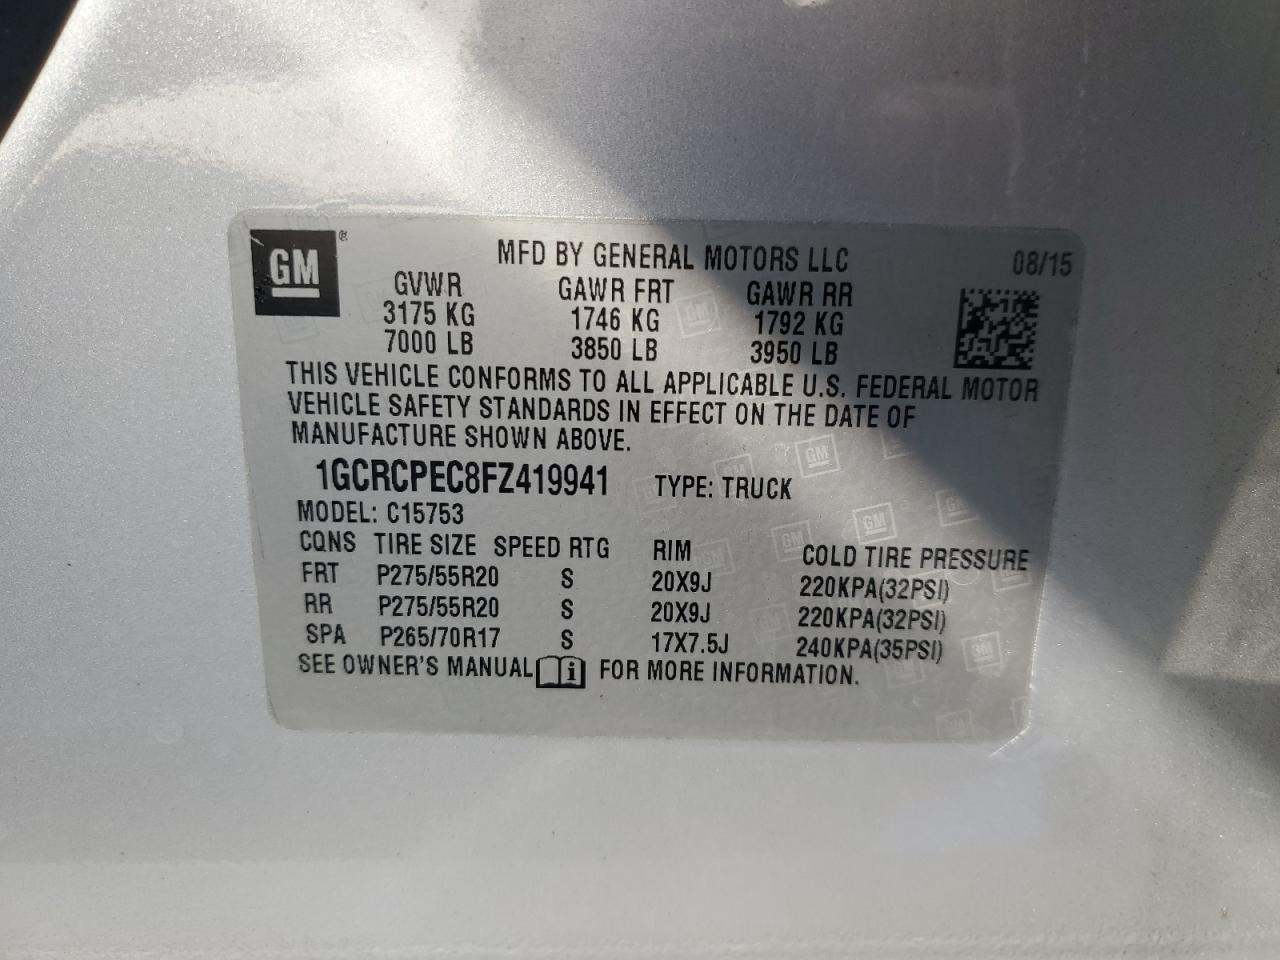 GM ® MFD BY GENERAL MOTORS LLC 08/15
GVWR GAWR FRT GAWR RR
3175 KG 1746 KG 1792 KG
7000 LB 3850 LB 3950 LB
THIS VEHICLE CONFORMS TO ALL APPLICABLE U.S. FEDERAL MOTOR
VEHICLE SAFETY STANDARDS IN EFFECT ON THE DATE OF
MANUFACTURE SHOWN ABOVE.
1GCRCPEC8FZ419941 TYPE: TRUCK
MODEL: C15753
CQNS TIRE SIZE SPEED RTG RIM COLD TIRE PRESSURE
FRT P275/55R20 S 20X9J 220KPA(32PSI)
RR P275/55R20 S 20X9J 220KPA(32PSI)
SPA P265/70R17 S 17X7.5J 240KPA(35PSI)
SEE OWNER'S MANUAL i FOR MORE INFORMATION.